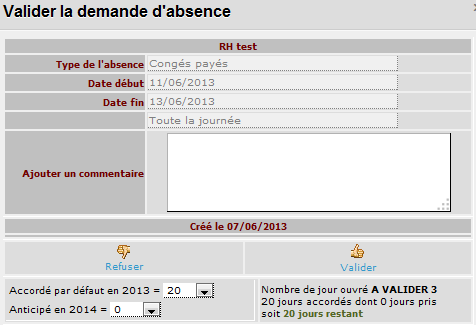 Valider la demande d'absence
RH test
Type de l'absence Congés payés
Date début 11/06/2013
Date fin 13/06/2013
Toute la journée
Ajouter un commentaire
Créé le 07/06/2013
Refuser Valider
Accordé par défaut en 2013 = 20
Anticipé en 2014 = 0
Nombre de jour ouvré A VALIDER 3
20 jours accordés dont 0 jours pris
soit 20 jours restant